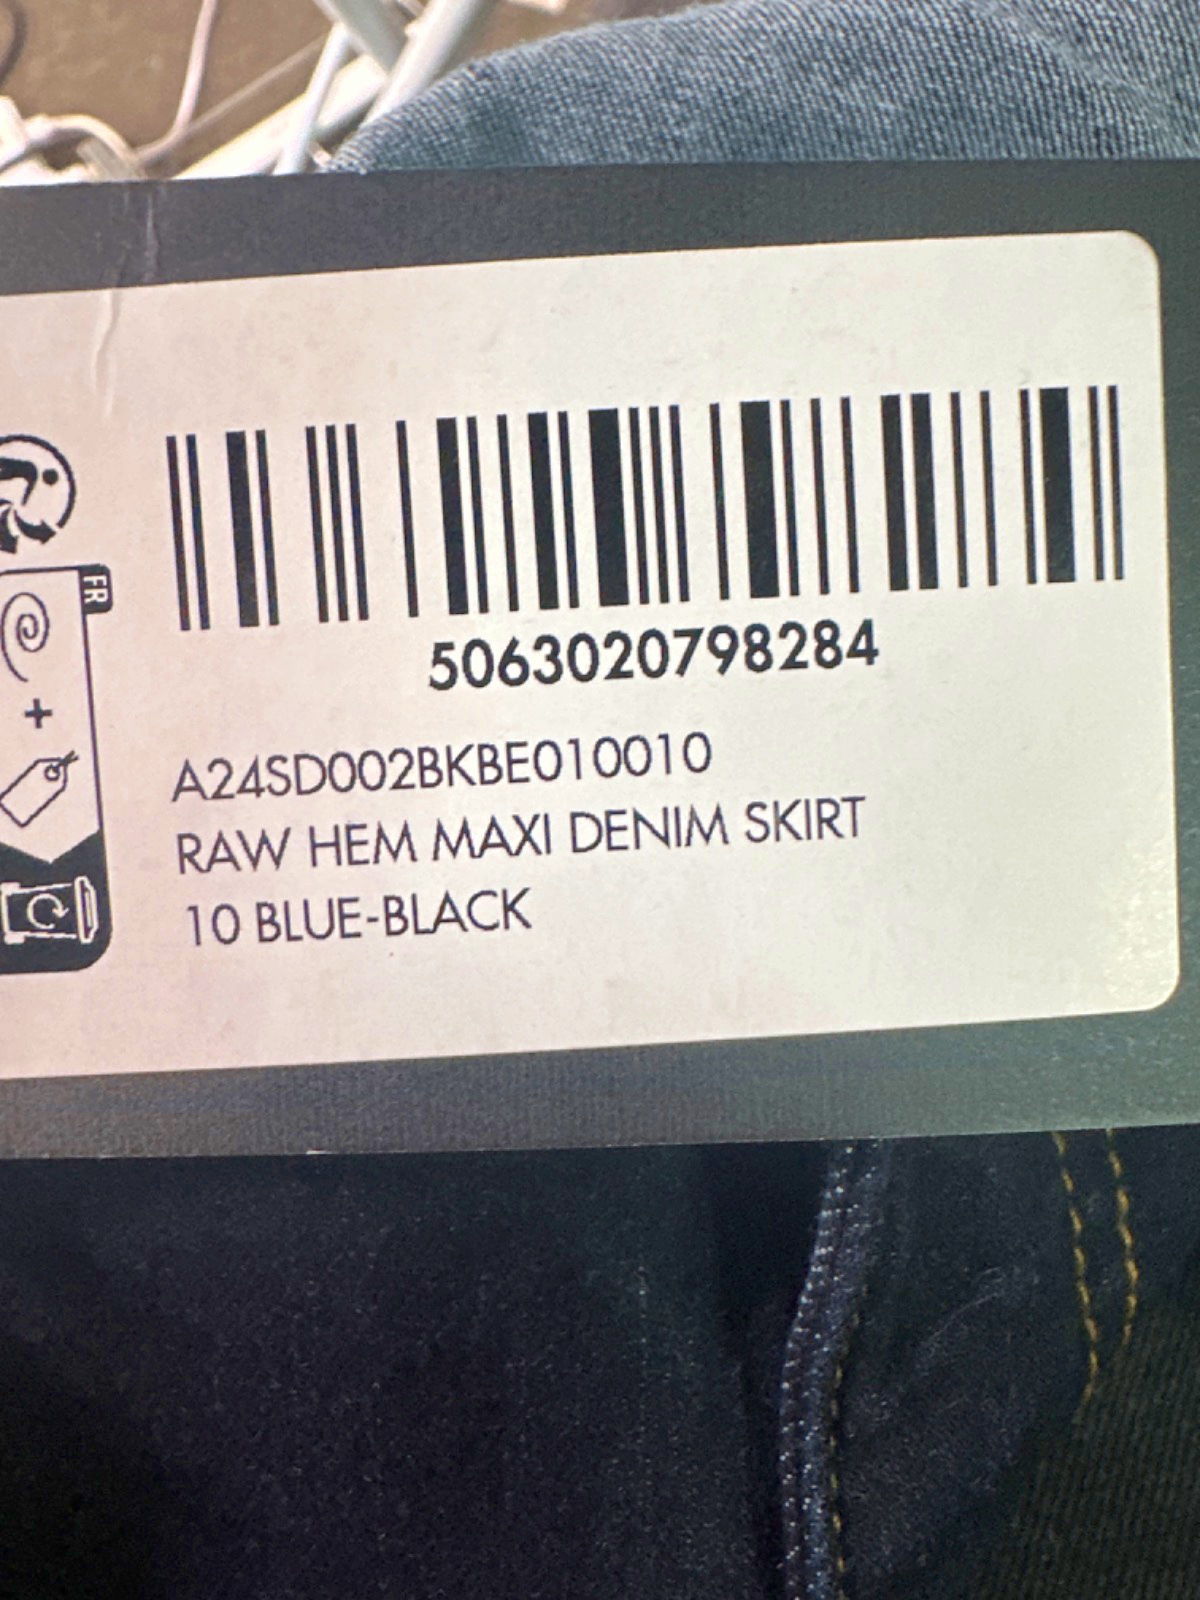 5063020798284
A24SD002BKBE010010
RAW HEM MAXI DENIM SKIRT
10 BLUE-BLACK
FR
+